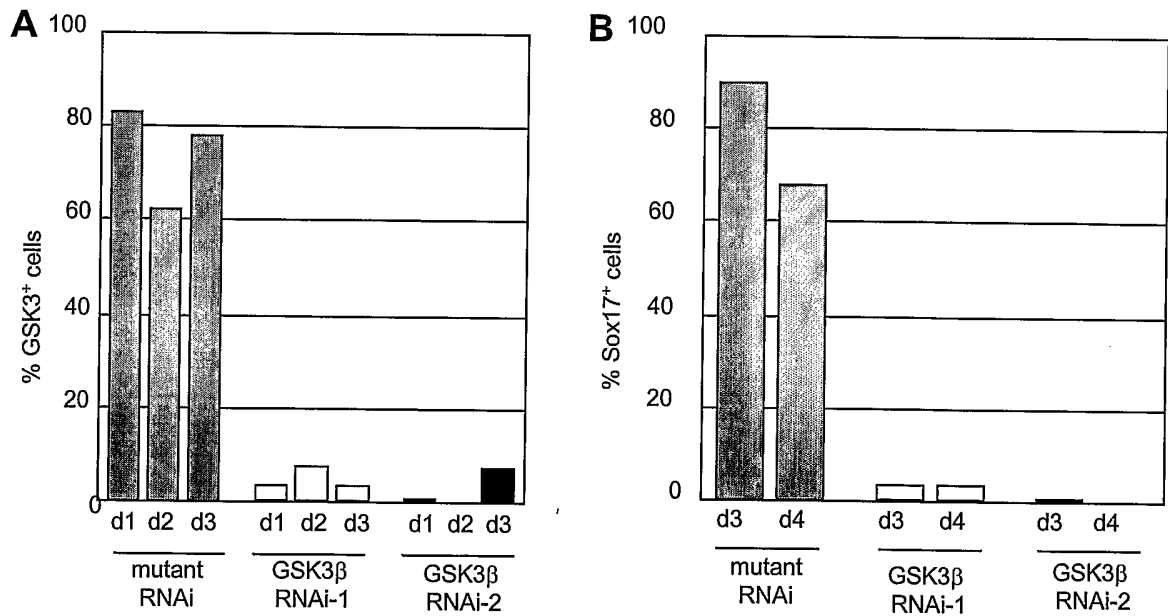 A
100
80
60
40
20
0
% GSK3⁺ cells
d1 d2 d3 d1 d2 d3 d1 d2 d3
mutant RNAi
GSK3β RNAi-1
GSK3β RNAi-2
B
100
80
60
40
20
0
% Sox17⁺ cells
d3 d4 d3 d4 d3 d4
mutant RNAi
GSK3β RNAi-1
GSK3β RNAi-2